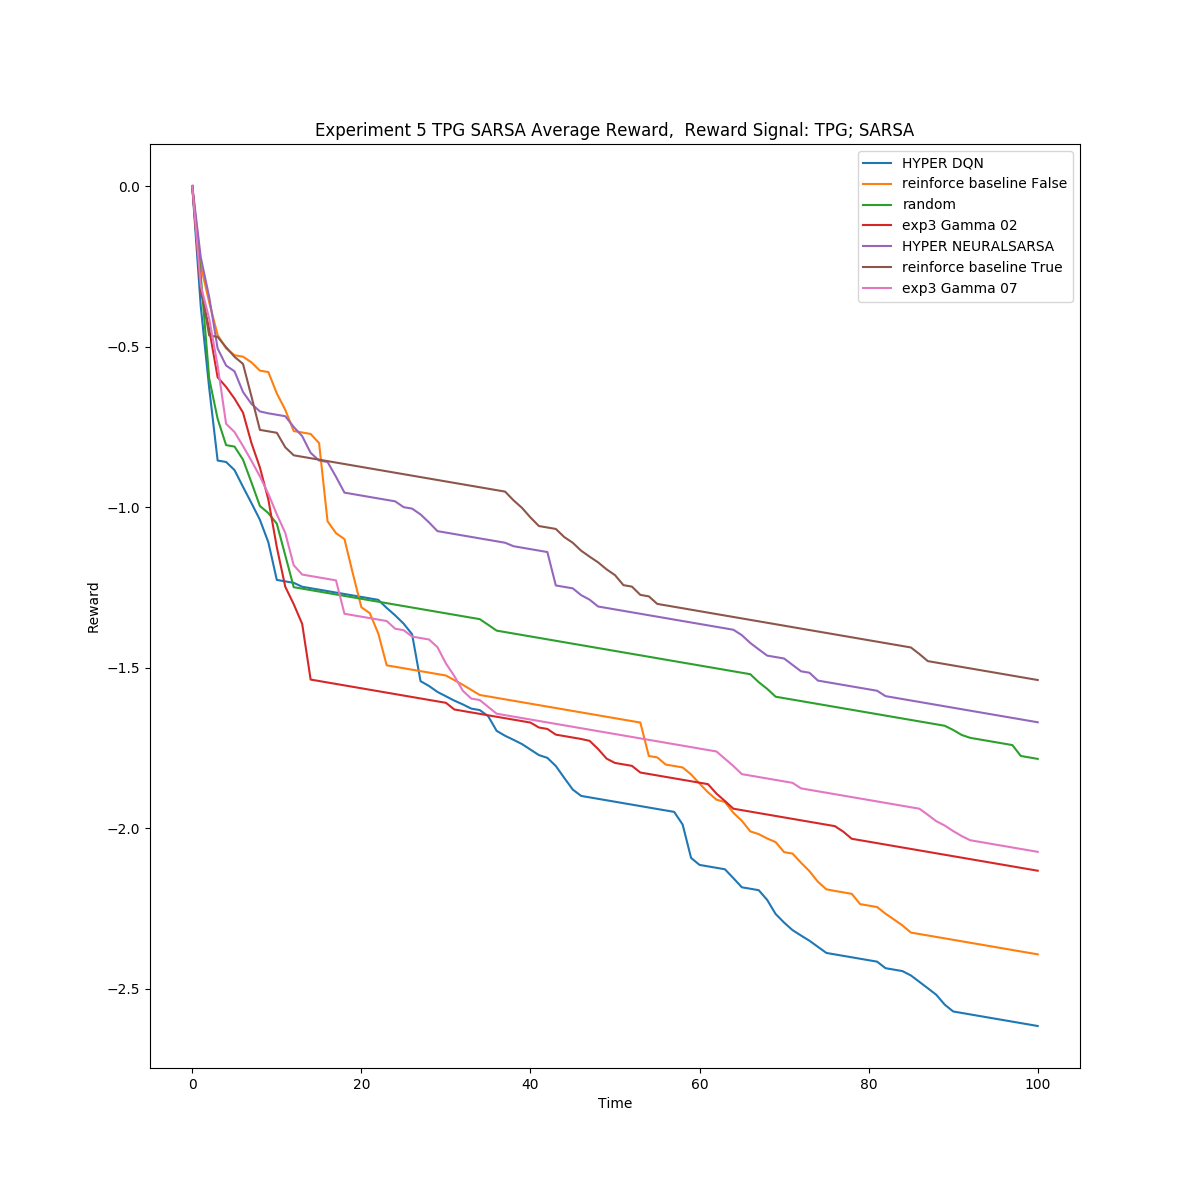 Experiment 5 TPG SARSA Average Reward,  Reward Signal: TPG; SARSA
HYPER DQN
reinforce baseline False
random
exp3 Gamma 02
HYPER NEURALSARSA
reinforce baseline True
exp3 Gamma 07
0.0
−0.5
−1.0
−1.5
−2.0
−2.5
Reward
0 20 40 60 80 100
Time